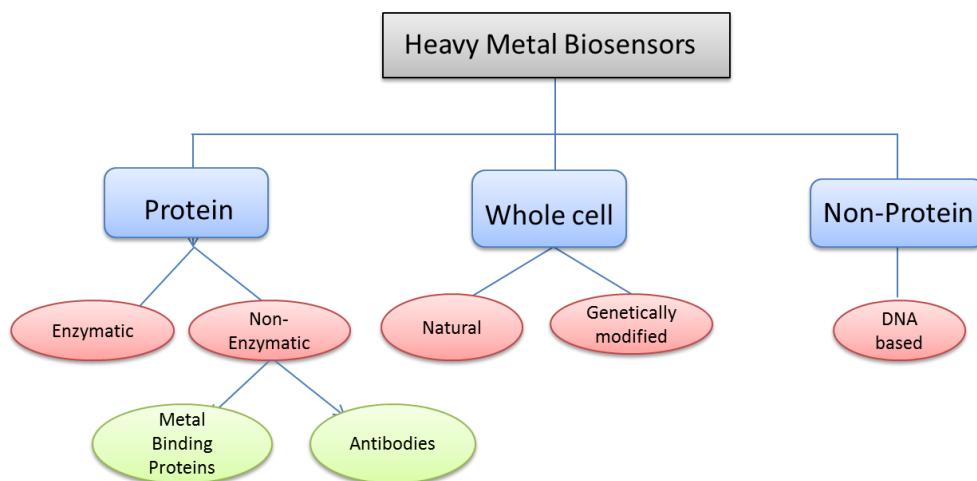 Heavy Metal Biosensors
Protein
Whole cell
Non-Protein
Enzymatic
Non-
Enzymatic
Natural
Genetically
modified
DNA
based
Metal
Binding
Proteins
Antibodies